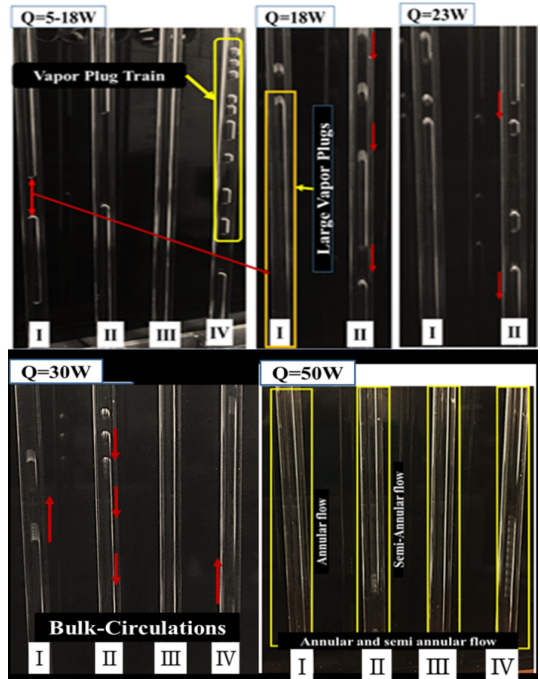 Q=5-18W
Q=18W
Q=23W
Vapor Plug Train
Large Vapor Plugs
I
II
III
IV
I
II
I
II
Q=30W
Q=50W
Annular flow
Semi-Annular flow
Bulk-Circulations
Annular and semi annular flow
I
II
III
IV
I
II
III
IV